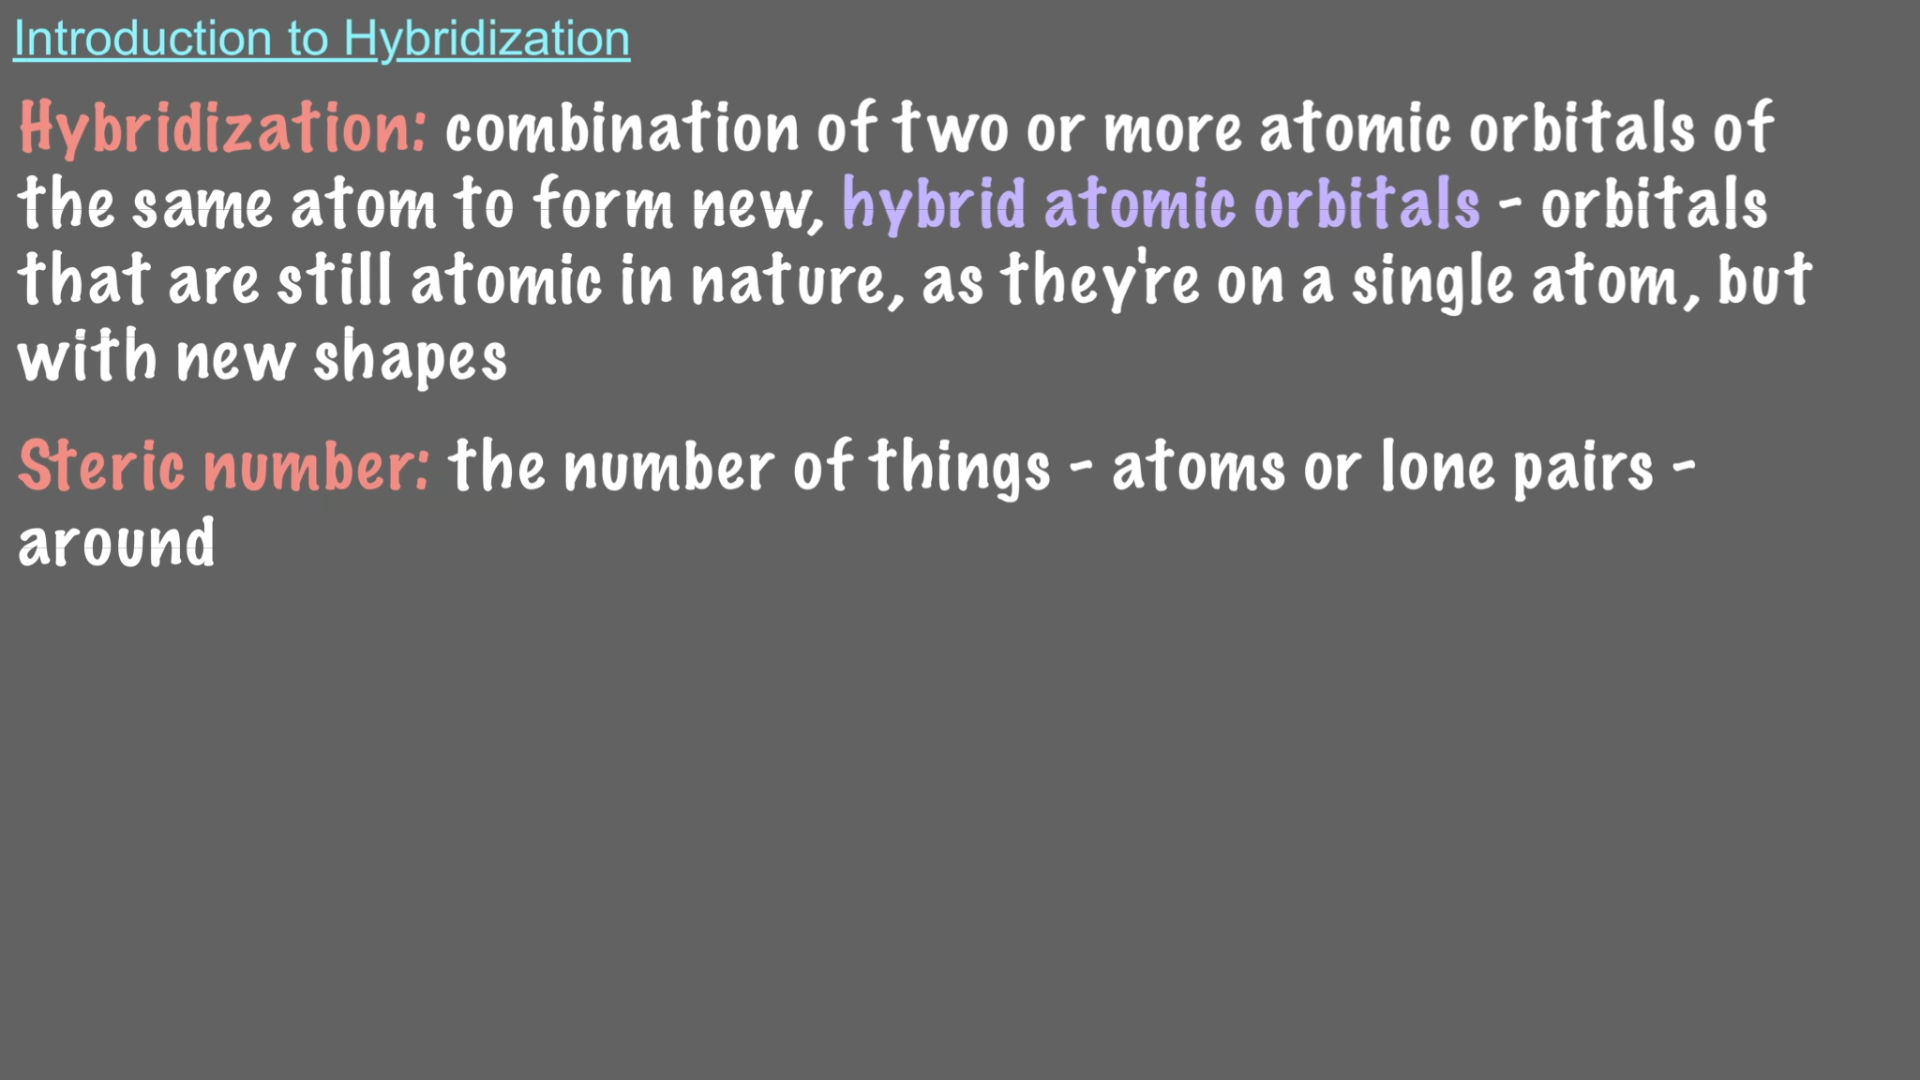 Introduction to Hybridization
Hybridization: combination of two or more atomic orbitals of
the same atom to form new, hybrid atomic orbitals - orbitals
that are still atomic in nature, as they're on a single atom, but
with new shapes
Steric number: the number of things - atoms or lone pairs -
around